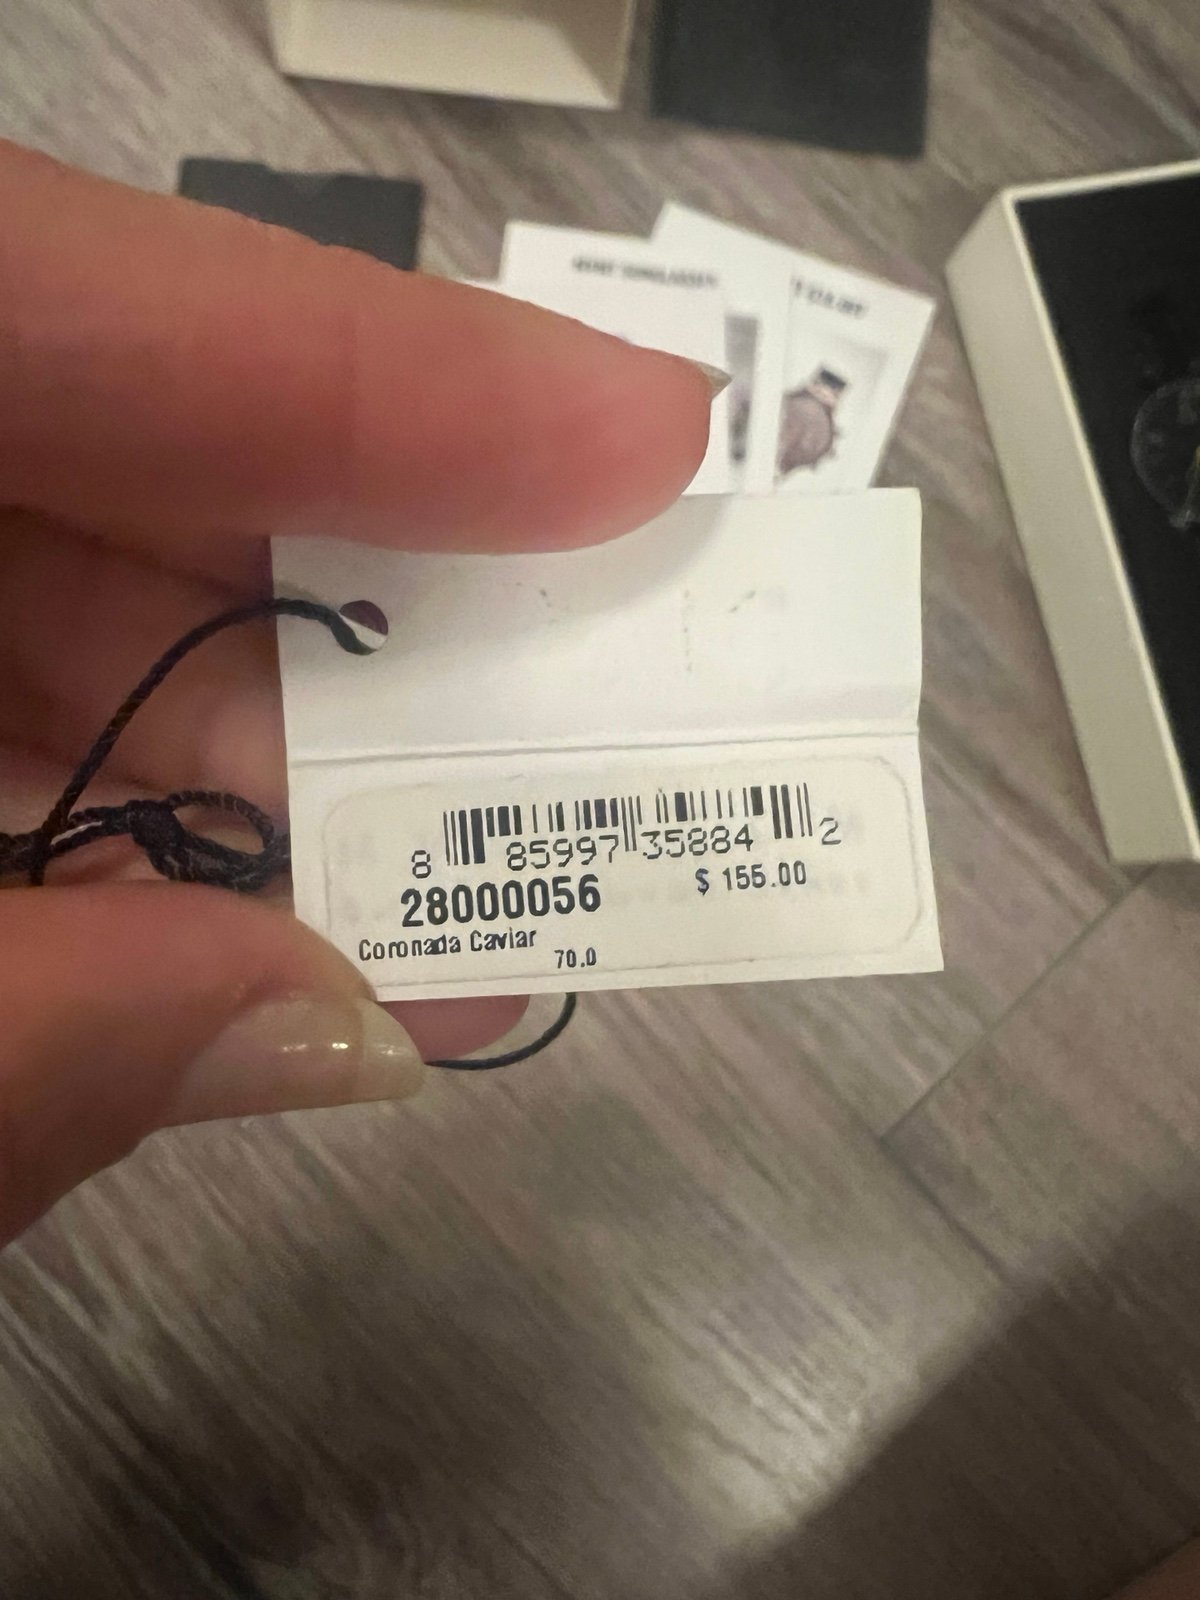 8 85997 35884 2
28000056 $ 155.00
Coronada Caviar
70.0